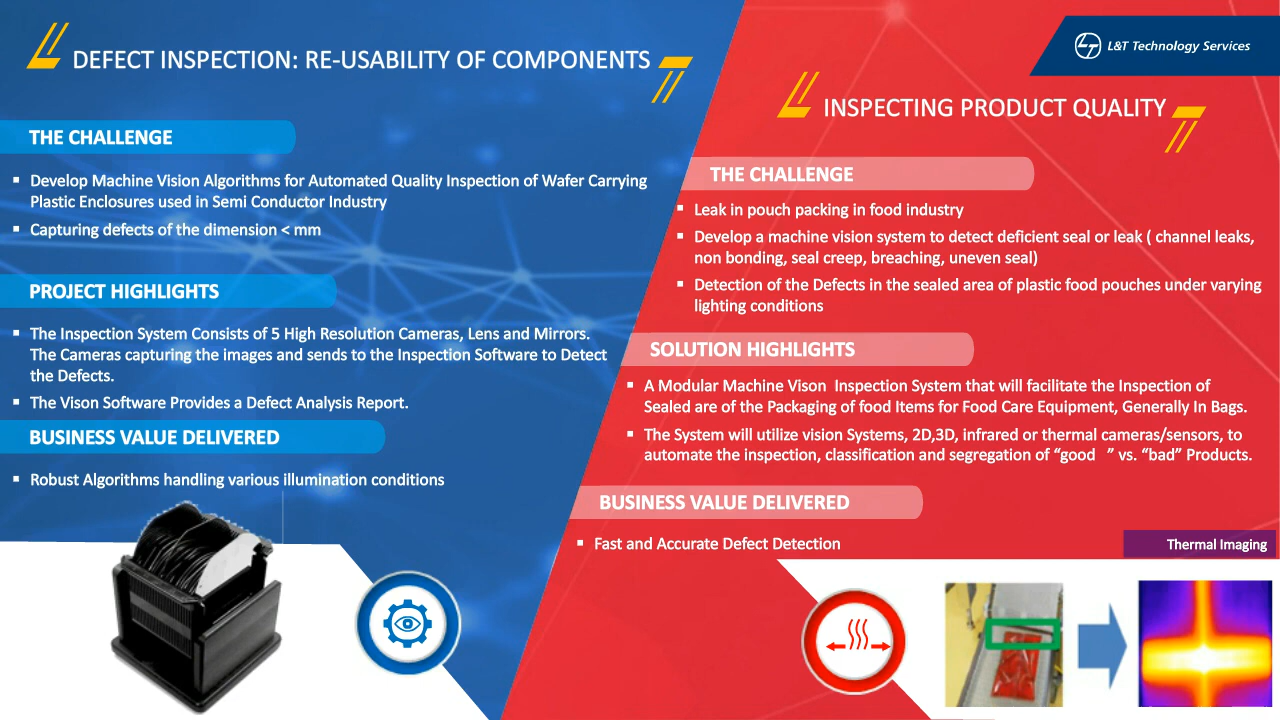 DEFECT INSPECTION: RE-USABILITY OF COMPONENTS
THE CHALLENGE
▪ Develop Machine Vision Algorithms for Automated Quality Inspection of Wafer Carrying
Plastic Enclosures used in Semi Conductor Industry
▪ Capturing defects of the dimension < mm
PROJECT HIGHLIGHTS
▪ The Inspection System Consists of 5 High Resolution Cameras, Lens and Mirrors.
The Cameras capturing the images and sends to the Inspection Software to Detect
the Defects.
▪ The Vison Software Provides a Defect Analysis Report.
BUSINESS VALUE DELIVERED
▪ Robust Algorithms handling various illumination conditions
L&T Technology Services
INSPECTING PRODUCT QUALITY
THE CHALLENGE
▪ Leak in pouch packing in food industry
▪ Develop a machine vision system to detect deficient seal or leak ( channel leaks,
non bonding, seal creep, breaching, uneven seal)
▪ Detection of the Defects in the sealed area of plastic food pouches under varying
lighting conditions
SOLUTION HIGHLIGHTS
▪ A Modular Machine Vison  Inspection System that will facilitate the Inspection of
Sealed are of the Packaging of food Items for Food Care Equipment, Generally In Bags.
▪ The System will utilize vision Systems, 2D,3D, infrared or thermal cameras/sensors, to
automate the inspection, classification and segregation of “good  ” vs. “bad” Products.
BUSINESS VALUE DELIVERED
▪ Fast and Accurate Defect Detection
Thermal Imaging